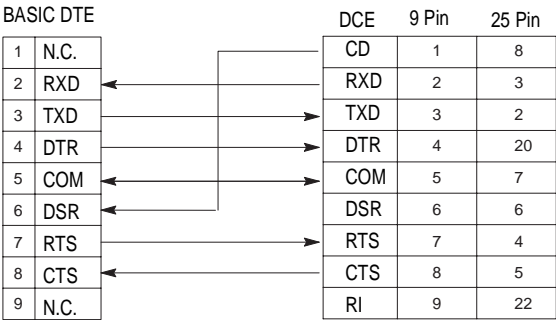 BASIC DTE DCE 9 Pin 25 Pin
1 N.C. CD 1 8
2 RXD RXD 2 3
3 TXD TXD 3 2
4 DTR DTR 4 20
5 COM COM 5 7
6 DSR DSR 6 6
7 RTS RTS 7 4
8 CTS CTS 8 5
9 N.C. RI 9 22